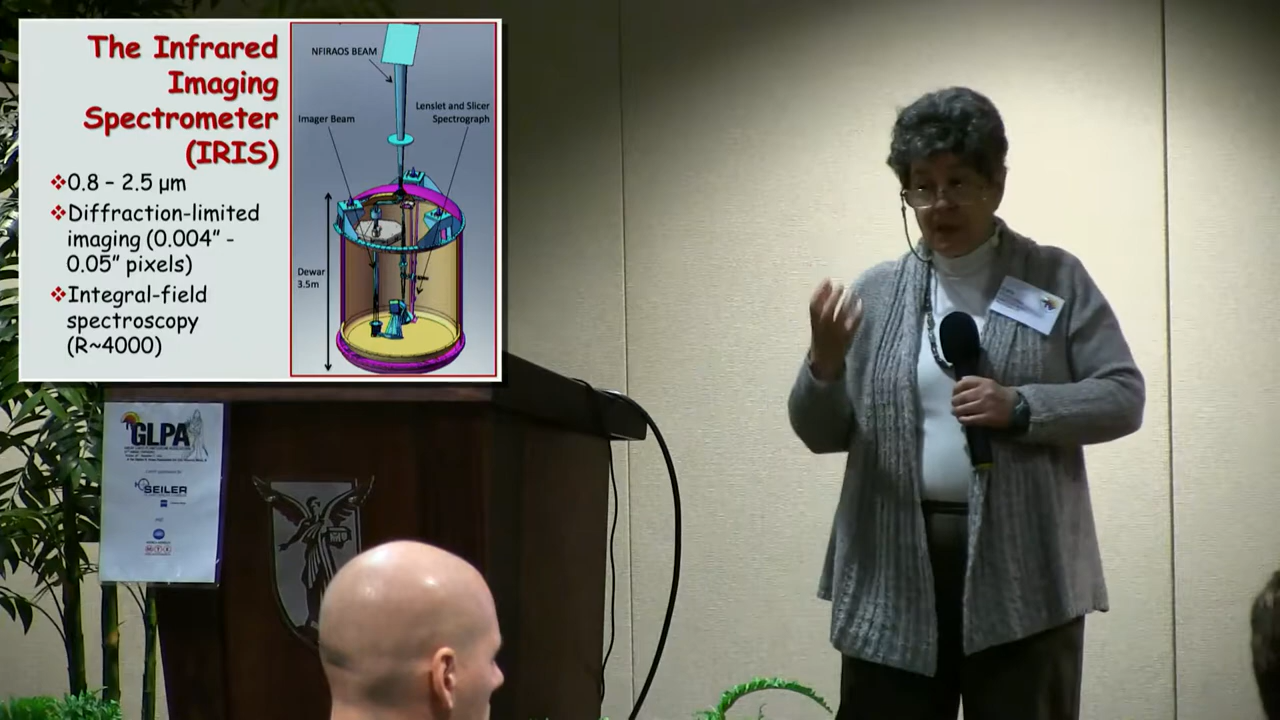 The Infrared
Imaging
Spectrometer
(IRIS)
❖0.8 – 2.5 µm
❖Diffraction-limited
imaging (0.004” -
0.05” pixels)
❖Integral-field
spectroscopy
(R~4000)
NFIRAOS BEAM
Lenslet and Slicer
Spectrograph
Imager Beam
Dewar
3.5m
GLPA
SEILER